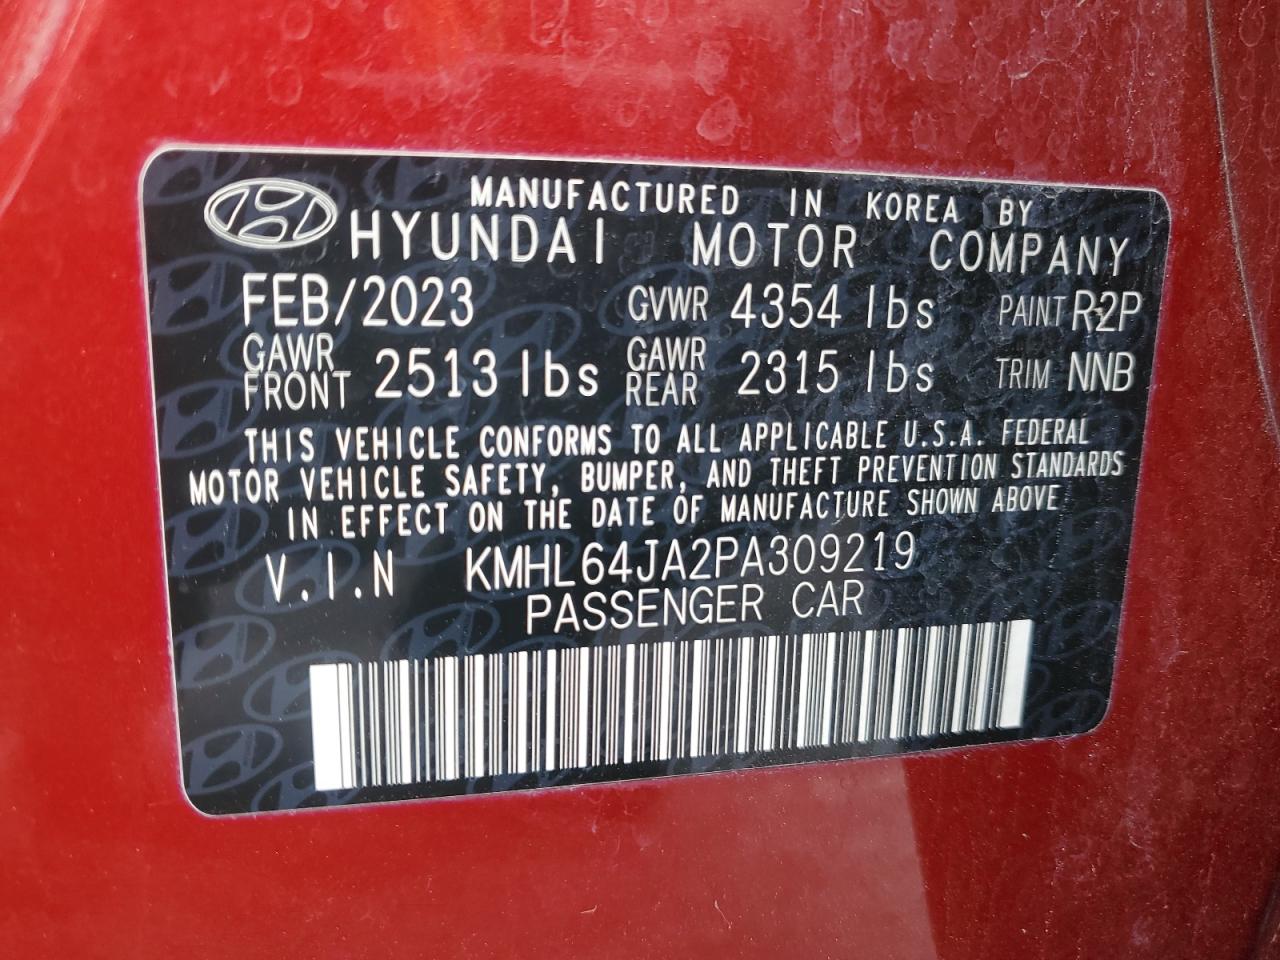 MANUFACTURED IN KOREA BY
HYUNDAI MOTOR COMPANY
FEB/2023 GVWR 4354 lbs PAINT R2P
GAWR FRONT 2513 lbs GAWR REAR 2315 lbs TRIM NNB
THIS VEHICLE CONFORMS TO ALL APPLICABLE U.S.A. FEDERAL
MOTOR VEHICLE SAFETY, BUMPER, AND THEFT PREVENTION STANDARDS
IN EFFECT ON THE DATE OF MANUFACTURE SHOWN ABOVE
V.I.N KMHL64JA2PA309219
PASSENGER CAR